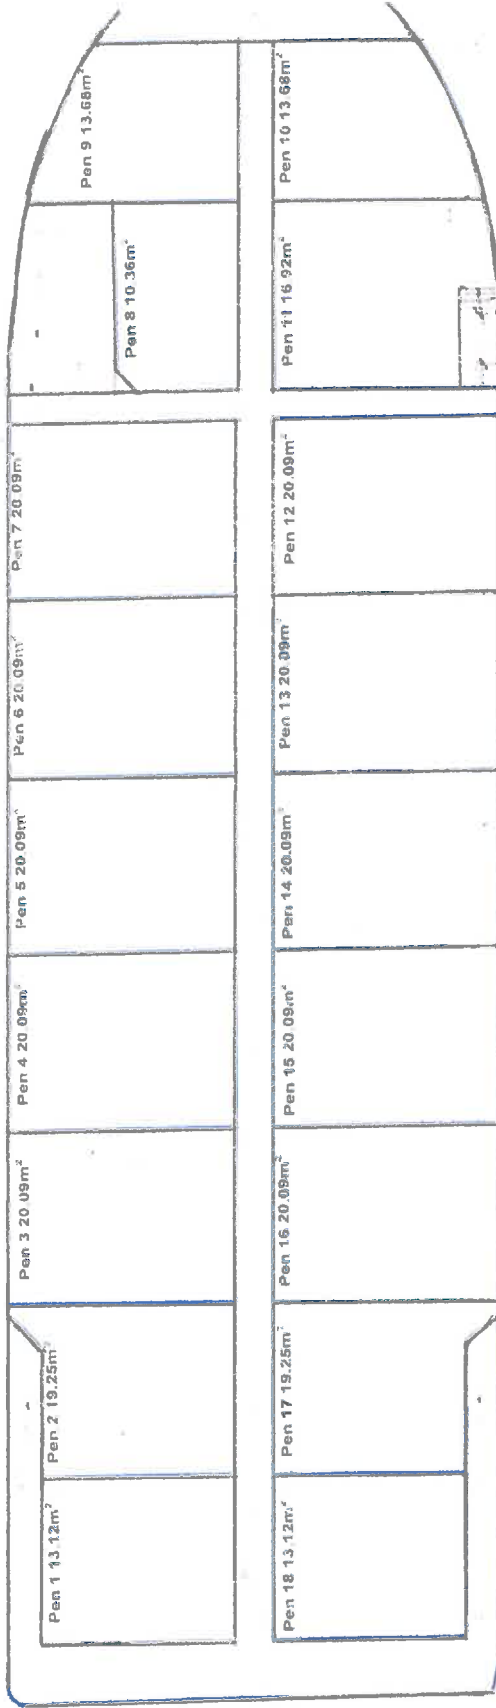 Pen 9 13.68m²
Pen 10 13.68m²
Pen 8 10.36m²
Pen 11 16.92m²
Pen 7 20.09m²
Pen 12 20.09m²
Pen 6 20.09m²
Pen 13 20.09m²
Pen 5 20.09m²
Pen 14 20.09m²
Pen 4 20.09m²
Pen 15 20.09m²
Pen 3 20.09m²
Pen 16 20.09m²
Pen 2 19.25m²
Pen 17 19.25m²
Pen 1 13.12m²
Pen 18 13.12m²